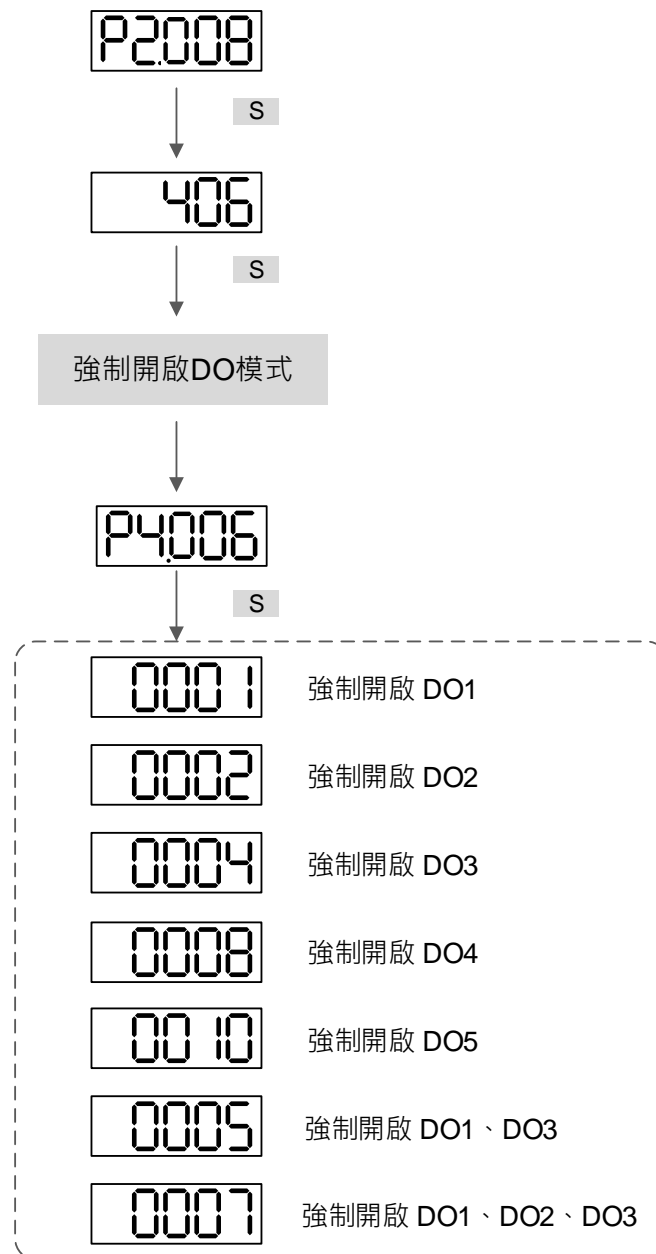 P2.008
S
406
S
強制開啟DO模式
P4.006
S
0001 強制開啟 DO1
0002 強制開啟 DO2
0004 強制開啟 DO3
0008 強制開啟 DO4
0010 強制開啟 DO5
0005 強制開啟 DO1、DO3
0007 強制開啟 DO1、DO2、DO3